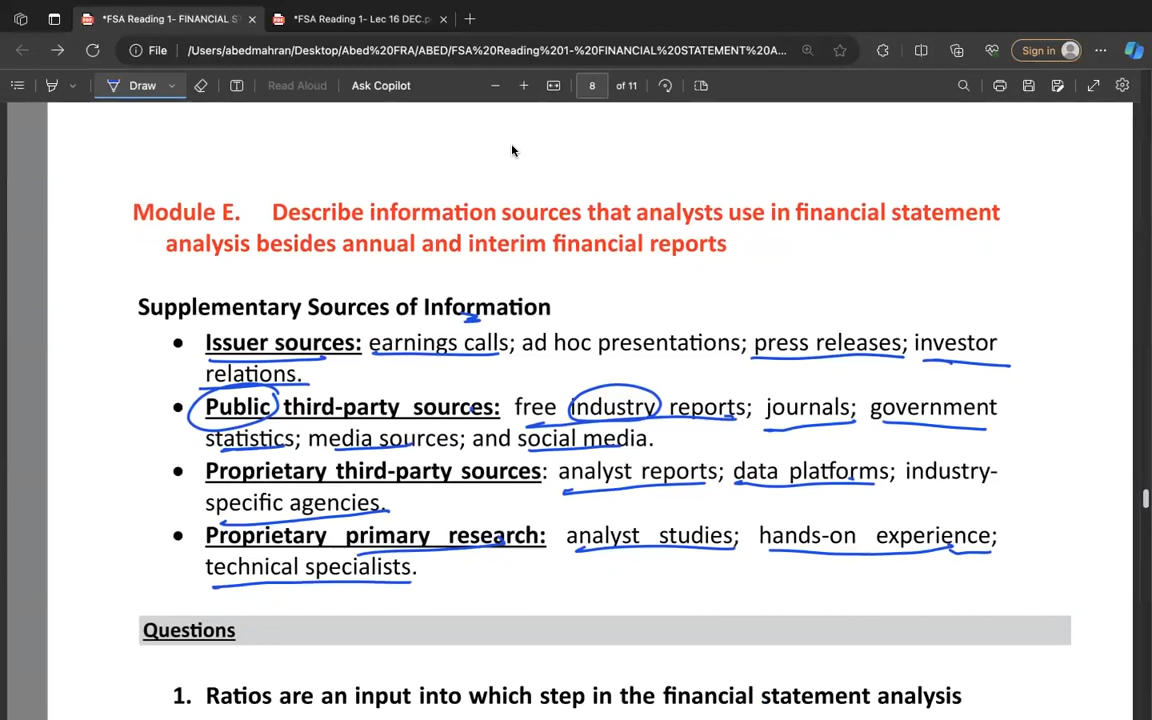 *FSA Reading 1- FINANCIAL S
*FSA Reading 1- Lec 16 DEC.p
File /Users/abedmahran/Desktop/Abed%20FRA/ABED/FSA%20Reading%201-%20FINANCIAL%20STATEMENT%20A... Sign in
Draw Read Aloud Ask Copilot 8 of 11
Module E. Describe information sources that analysts use in financial statement
analysis besides annual and interim financial reports
Supplementary Sources of Information
• Issuer sources: earnings calls; ad hoc presentations; press releases; investor
relations.
• Public third-party sources: free industry reports; journals; government
statistics; media sources; and social media.
• Proprietary third-party sources: analyst reports; data platforms; industry-
specific agencies.
• Proprietary primary research: analyst studies; hands-on experience;
technical specialists.
Questions
1. Ratios are an input into which step in the financial statement analysis